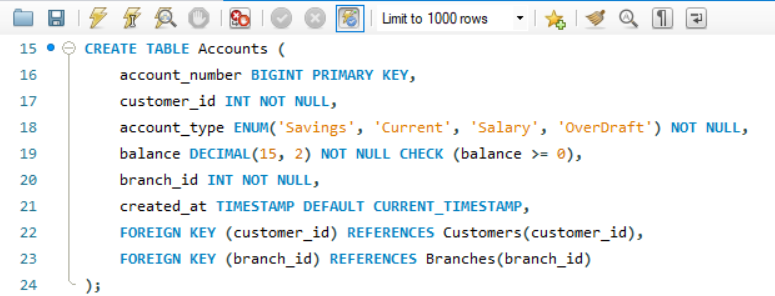 Limit to 1000 rows
15 CREATE TABLE Accounts (
16 account_number BIGINT PRIMARY KEY,
17 customer_id INT NOT NULL,
18 account_type ENUM('Savings', 'Current', 'Salary', 'OverDraft') NOT NULL,
19 balance DECIMAL(15, 2) NOT NULL CHECK (balance >= 0),
20 branch_id INT NOT NULL,
21 created_at TIMESTAMP DEFAULT CURRENT_TIMESTAMP,
22 FOREIGN KEY (customer_id) REFERENCES Customers(customer_id),
23 FOREIGN KEY (branch_id) REFERENCES Branches(branch_id)
24 );